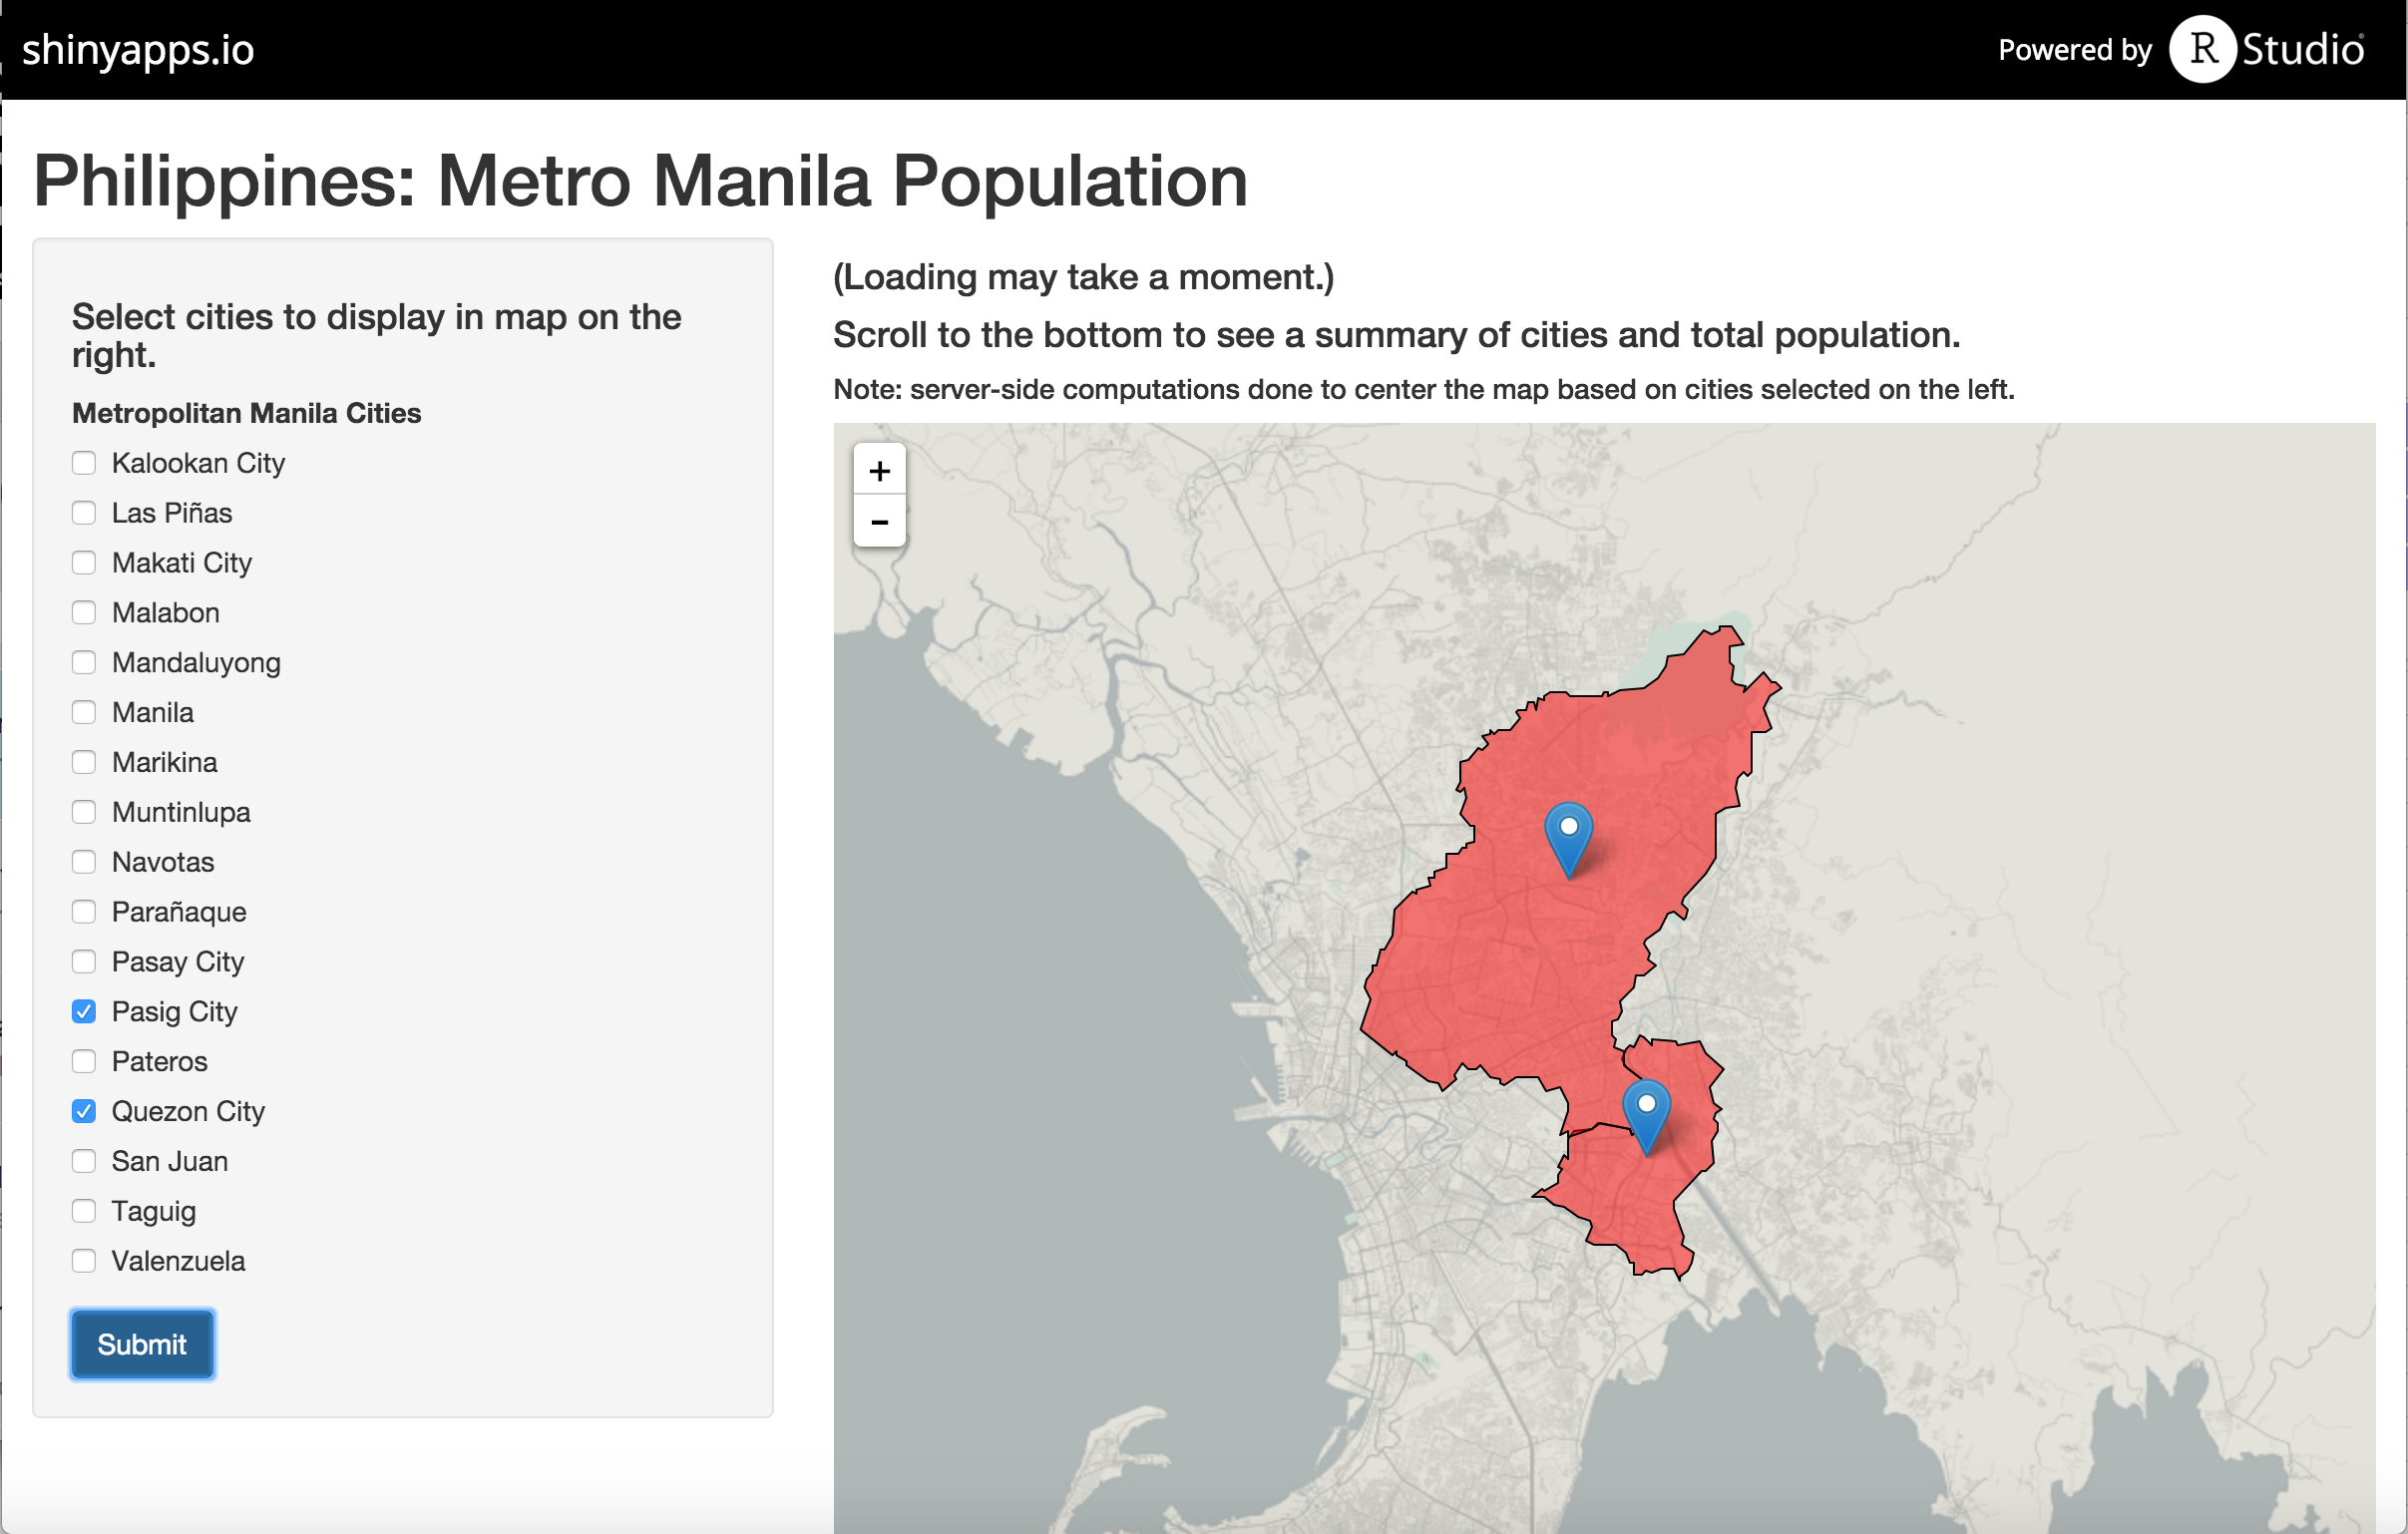 shinyapps.io
Powered by R Studio
Philippines: Metro Manila Population
Select cities to display in map on the
right.
Metropolitan Manila Cities
Kalookan City
Las Piñas
Makati City
Malabon
Mandaluyong
Manila
Marikina
Muntinlupa
Navotas
Parañaque
Pasay City
Pasig City
Pateros
Quezon City
San Juan
Taguig
Valenzuela
Submit
(Loading may take a moment.)
Scroll to the bottom to see a summary of cities and total population.
Note: server-side computations done to center the map based on cities selected on the left.
+
-